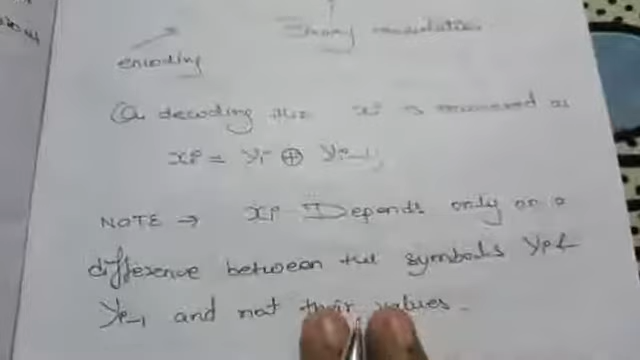 Binary
encoding
@ decoding the xi is recovered as
xi = yi ⊕ yi-1,
NOTE → xi Depends only on a
difference between the symbols yi &
yi-1 and not their values.